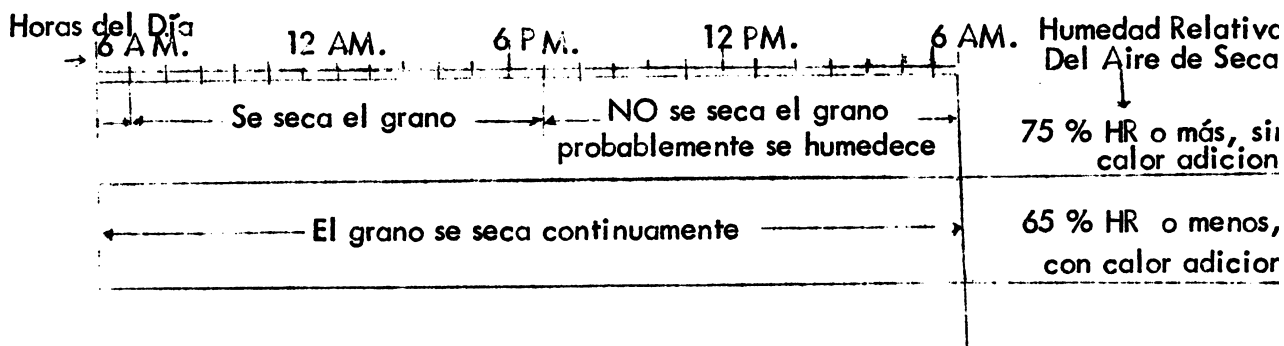 Horas del Día
6 AM. 12 AM. 6 PM. 12 PM. 6 AM.
Humedad Relativa
Del Aire de Seca
Se seca el grano
NO se seca el grano
probablemente se humedece
75 % HR o más, sin
calor adicion
El grano se seca continuamente
65 % HR o menos,
con calor adicion